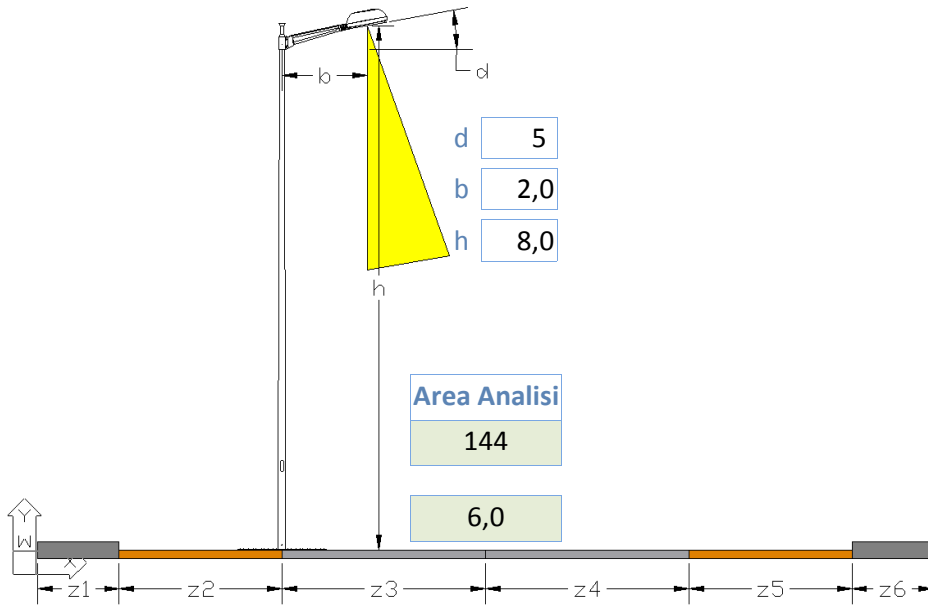 d
b
d 5
b 2,0
h 8,0
h
Area Analisi
144
6,0
Y
W
X
z1 z2 z3 z4 z5 z6